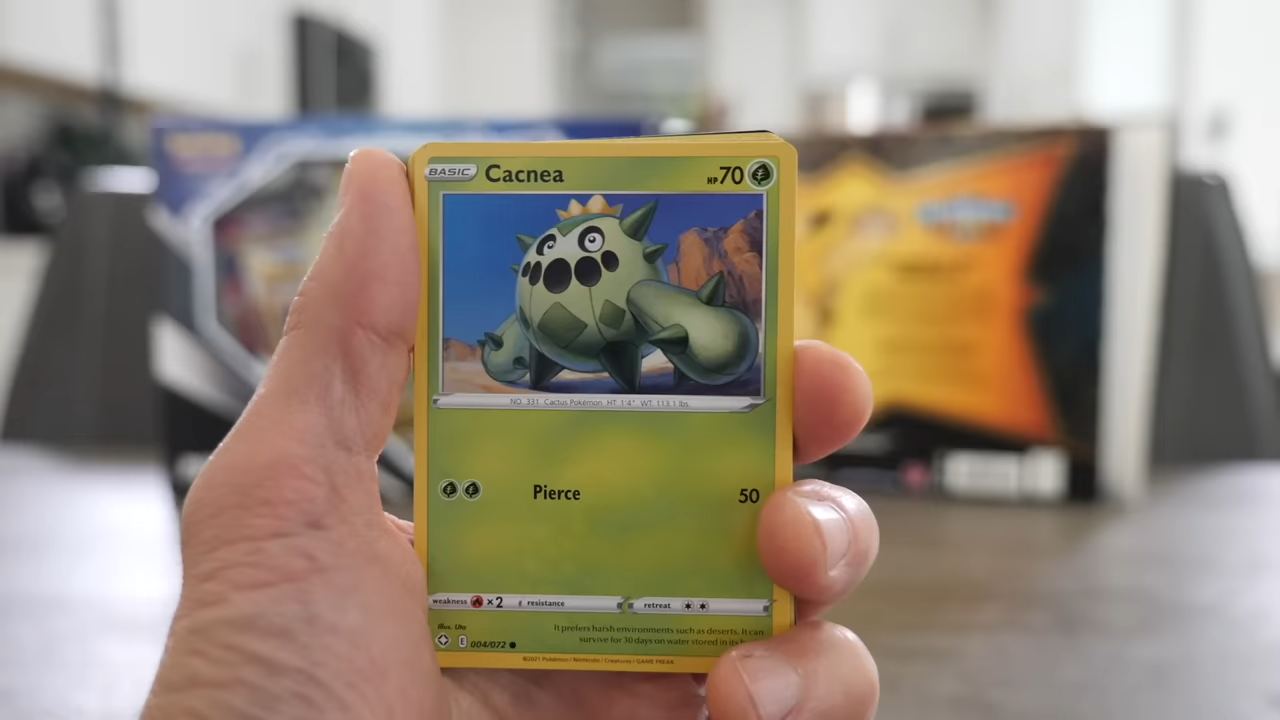 BASIC Cacnea HP 70
NO. 331 Cactus Pokémon HT 1'4" WT 113.1 lbs.
Pierce 50
weakness ×2 resistance retreat
Illus. Uta
It prefers harsh environments such as deserts. It can
survive for 30 days on water stored in its
E 004/072
©2021 Pokémon / Nintendo / Creatures / GAME FREAK